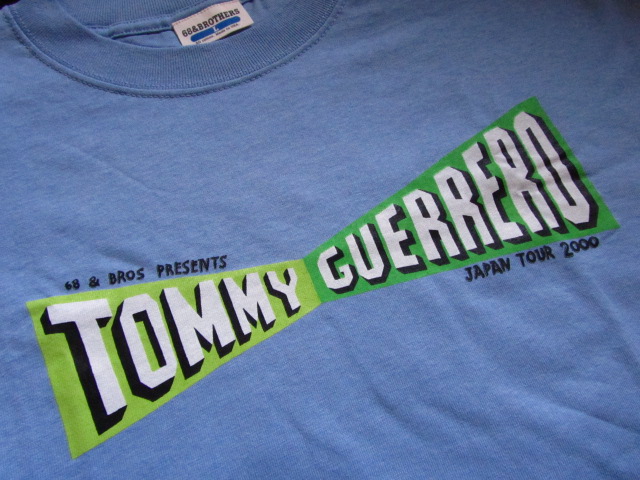 68&BROTHERS
L
68 & BROS PRESENTS
TOMMY GUERRERO
JAPAN TOUR 2000